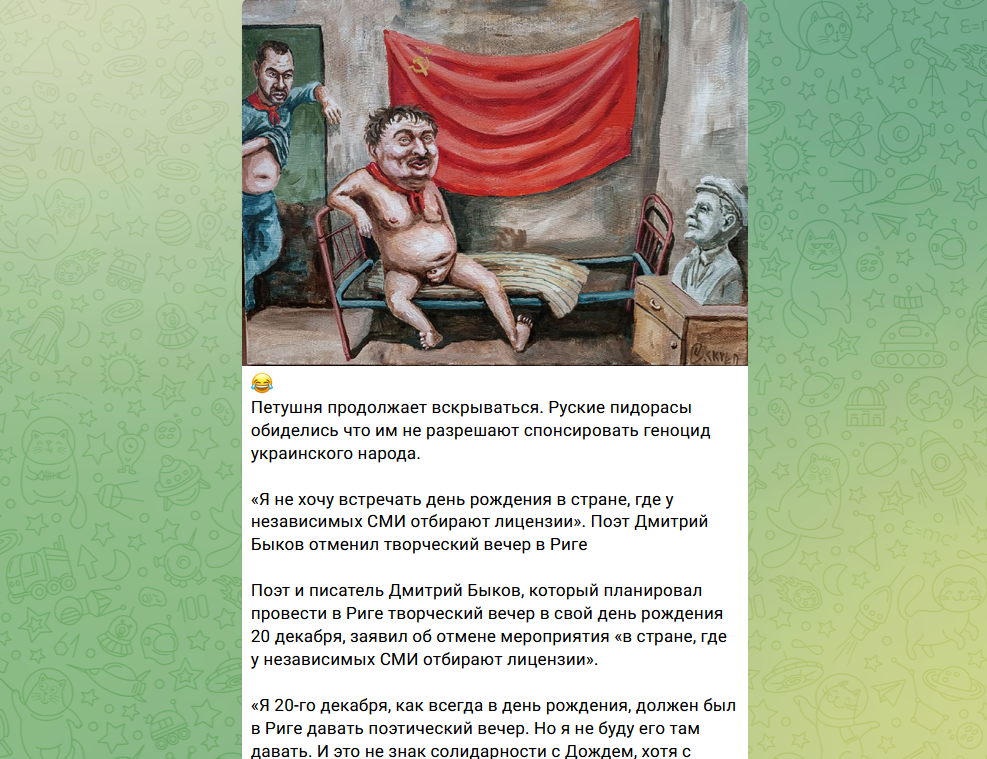 @.SKVEN
😂
Петушня продолжает вскрываться. Руские пидорасы
обиделись что им не разрешают спонсировать геноцид
украинского народа.
«Я не хочу встречать день рождения в стране, где у
независимых СМИ отбирают лицензии». Поэт Дмитрий
Быков отменил творческий вечер в Риге
Поэт и писатель Дмитрий Быков, который планировал
провести в Риге творческий вечер в свой день рождения
20 декабря, заявил об отмене мероприятия «в стране, где
у независимых СМИ отбирают лицензии».
«Я 20-го декабря, как всегда в день рождения, должен был
в Риге давать поэтический вечер. Но я не буду его там
давать. И это не знак солидарности с Дождем, хотя с